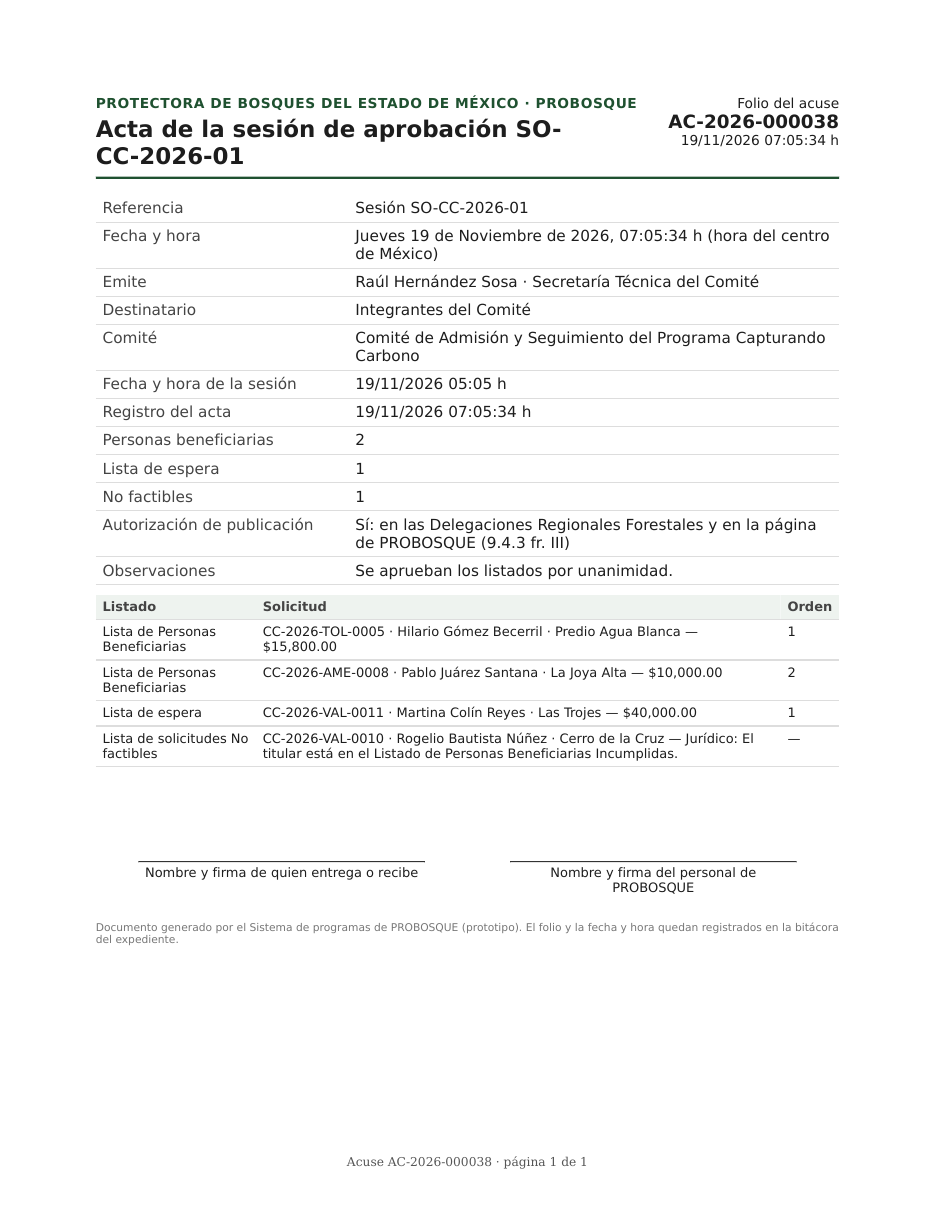 PROTECTORA DE BOSQUES DEL ESTADO DE MÉXICO · PROBOSQUE
Acta de la sesión de aprobación SO-
CC-2026-01
Folio del acuse
AC-2026-000038
19/11/2026 07:05:34 h
Referencia Sesión SO-CC-2026-01
Fecha y hora Jueves 19 de Noviembre de 2026, 07:05:34 h (hora del centro
de México)
Emite Raúl Hernández Sosa · Secretaría Técnica del Comité
Destinatario Integrantes del Comité
Comité Comité de Admisión y Seguimiento del Programa Capturando
Carbono
Fecha y hora de la sesión 19/11/2026 05:05 h
Registro del acta 19/11/2026 07:05:34 h
Personas beneficiarias 2
Lista de espera 1
No factibles 1
Autorización de publicación Sí: en las Delegaciones Regionales Forestales y en la página
de PROBOSQUE (9.4.3 fr. III)
Observaciones Se aprueban los listados por unanimidad.
Listado Solicitud Orden
Lista de Personas CC-2026-TOL-0005 · Hilario Gómez Becerril · Predio Agua Blanca — 1
Beneficiarias $15,800.00
Lista de Personas CC-2026-AME-0008 · Pablo Juárez Santana · La Joya Alta — $10,000.00 2
Beneficiarias
Lista de espera CC-2026-VAL-0011 · Martina Colín Reyes · Las Trojes — $40,000.00 1
Lista de solicitudes No CC-2026-VAL-0010 · Rogelio Bautista Núñez · Cerro de la Cruz — Jurídico: El —
factibles titular está en el Listado de Personas Beneficiarias Incumplidas.
Nombre y firma de quien entrega o recibe Nombre y firma del personal de
PROBOSQUE
Documento generado por el Sistema de programas de PROBOSQUE (prototipo). El folio y la fecha y hora quedan registrados en la bitácora
del expediente.
Acuse AC-2026-000038 · página 1 de 1